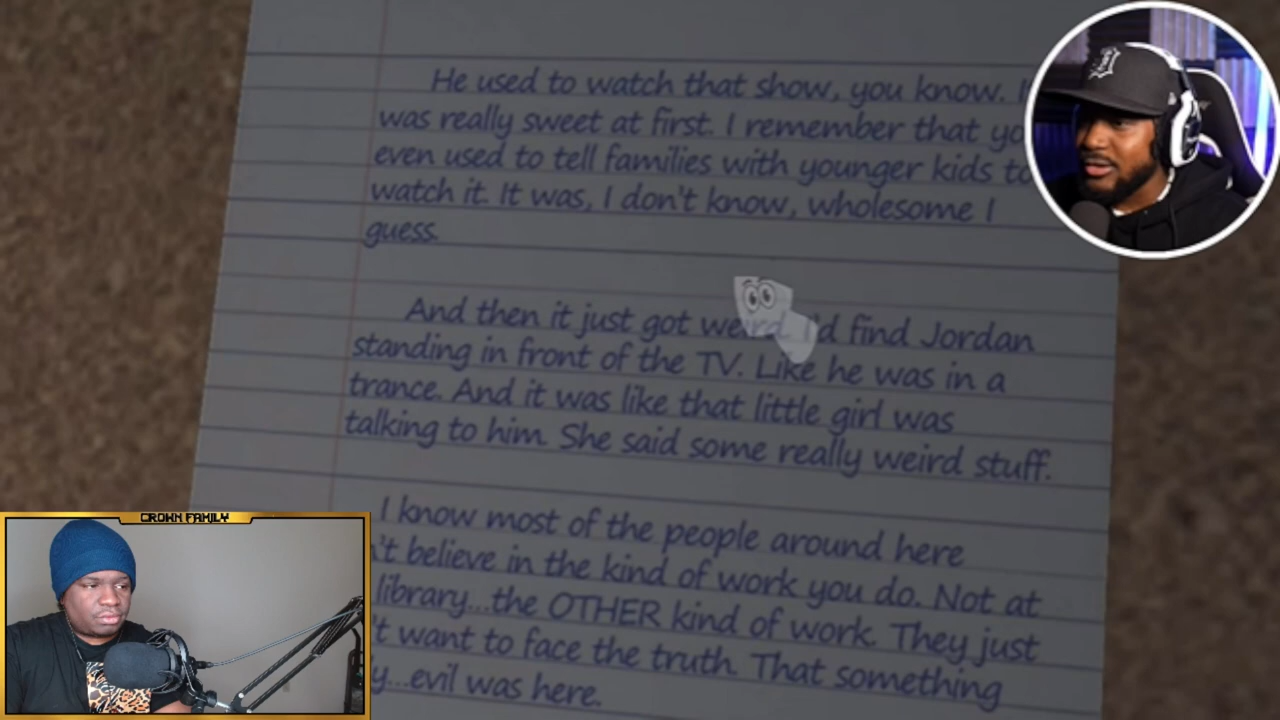 He used to watch that show, you know.
was really sweet at first. I remember that
even used to tell families with younger kids to
watch it. It was, I don't know, wholesome I
guess.
And then it just got weird. I'd find Jordan
standing in front of the TV. Like he was in a
trance. And it was like that little girl was
talking to him. She said some really weird stuff.
I know most of the people around here
believe in the kind of work you do. Not at
library...the OTHER kind of work. They just
want to face the truth. That something
...evil was here.
CROWN FAMILY